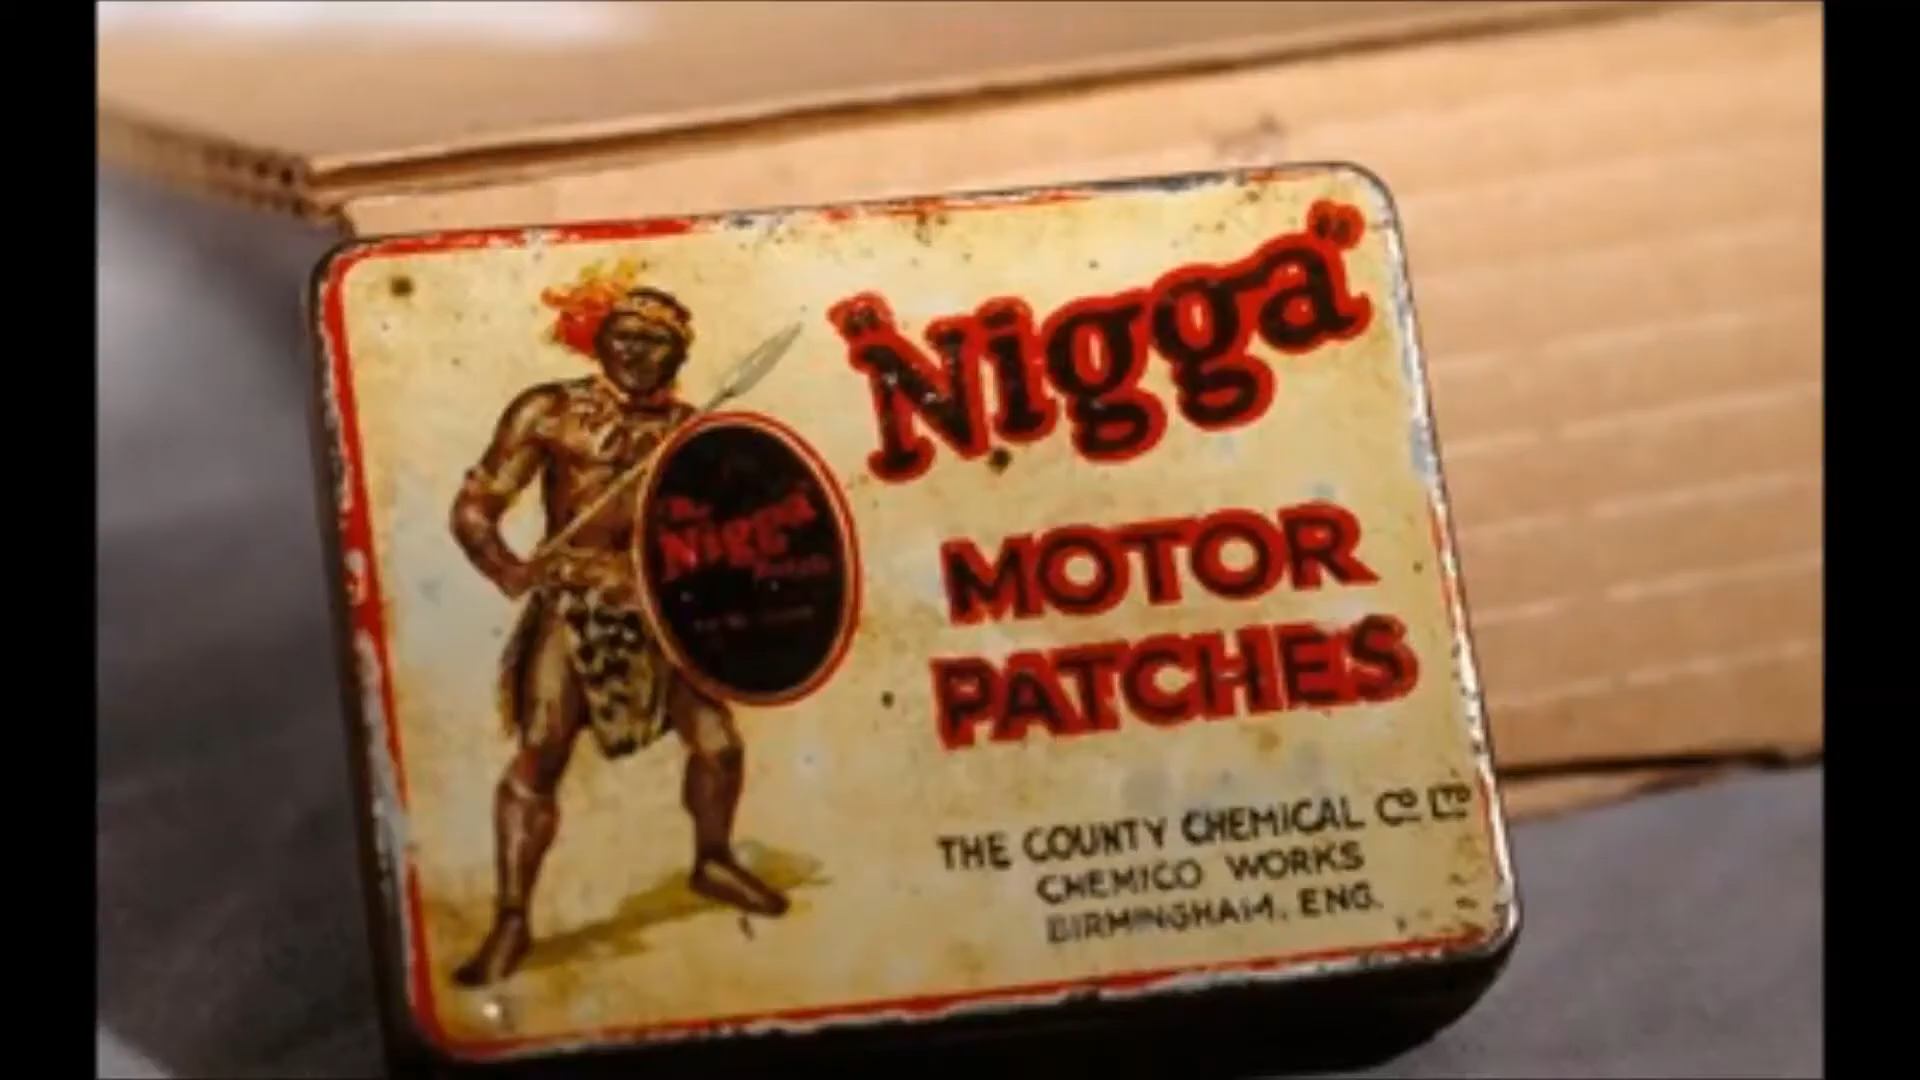 "Nigga"
MOTOR
PATCHES
The
Nigga
THE COUNTY CHEMICAL Co LTD
CHEMICO WORKS
BIRMINGHAM, ENG.